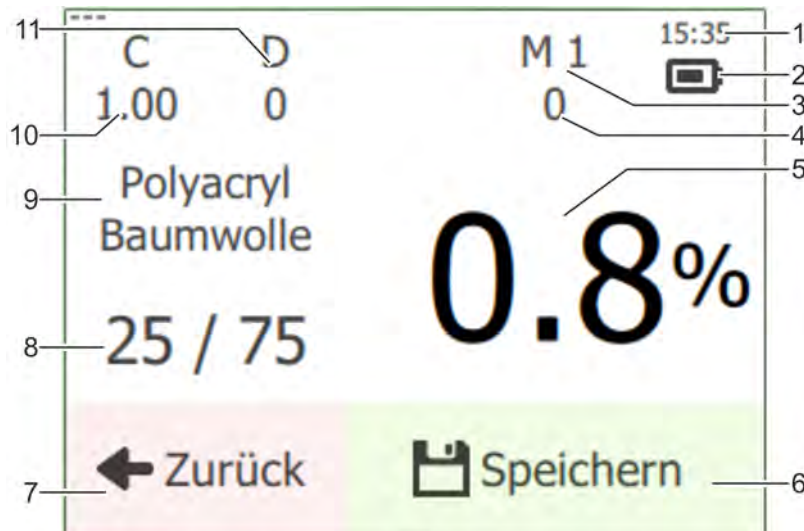 ---
11
C D M 1 15:35 1
2
3
1.00 0 0
10 4
5
9 Polyacryl
Baumwolle
0.8%
8 25 / 75
Zurück Speichern
7 6